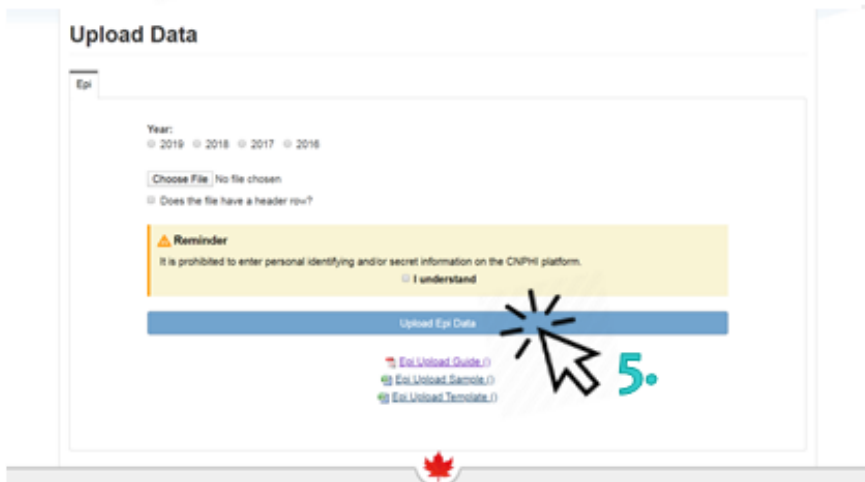 Upload Data
Epi
Year:
2019 2018 2017 2016
Choose File No file chosen
Does the file have a header row?
Reminder
It is prohibited to enter personal identifying and/or secret information on the CNPHI platform.
I understand
Upload Epi Data
Epi Upload Guide ()
Epi Upload Sample ()
Epi Upload Template ()
5.